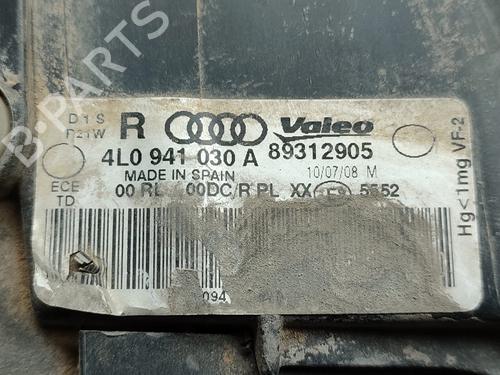 D1S
P21W
R
Valeo
4L0 941 030 A 89312905
MADE IN SPAIN
10/07/08 M
ECE
TD
00 RL 00DC/R PL XX
5552
094
Hg<1mg VF-2
B-PARTS